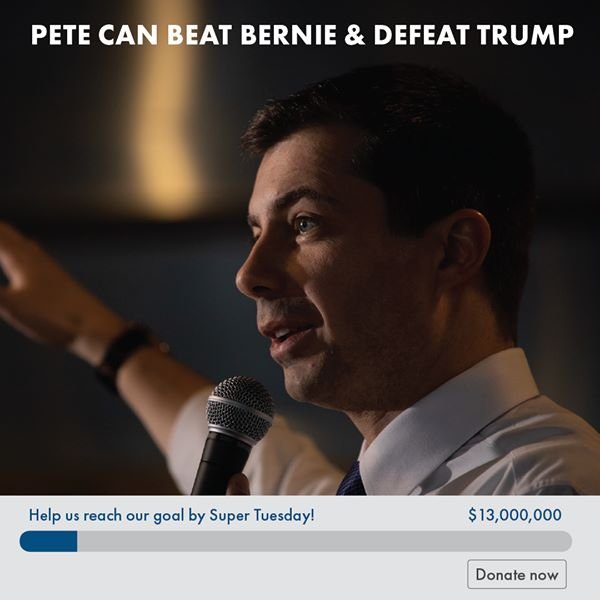 PETE CAN BEAT BERNIE & DEFEAT TRUMP
Help us reach our goal by Super Tuesday! $13,000,000
Donate now